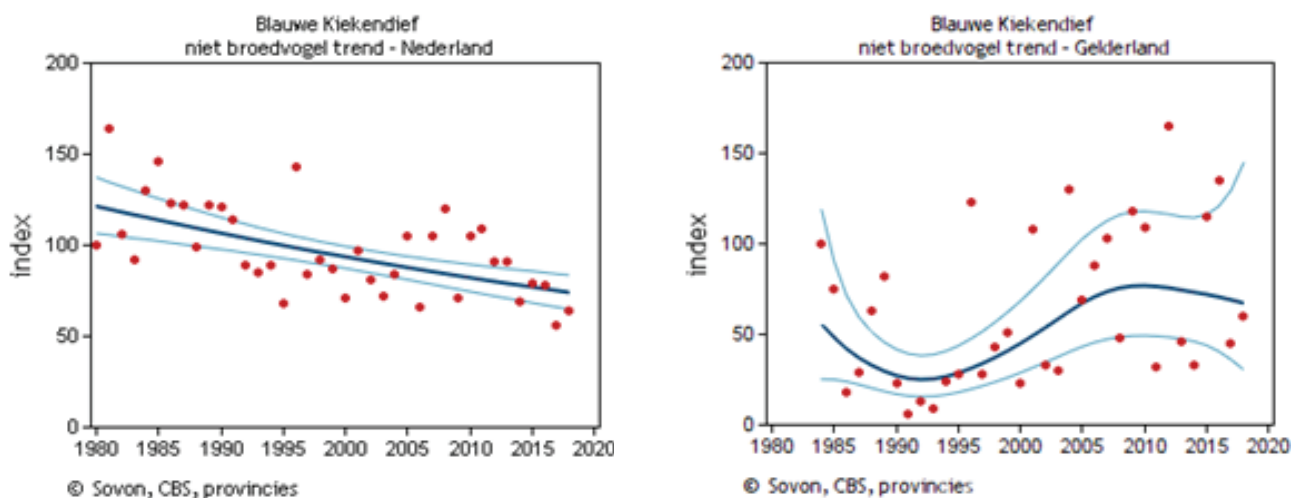 Blauwe Kiekendief
niet broedvogel trend - Nederland
200
150
100
50
0
index
1980 1985 1990 1995 2000 2005 2010 2015 2020
© Sovon, CBS, provincies
Blauwe Kiekendief
niet broedvogel trend - Gelderland
200
150
100
50
0
index
1980 1985 1990 1995 2000 2005 2010 2015 2020
© Sovon, CBS, provincies